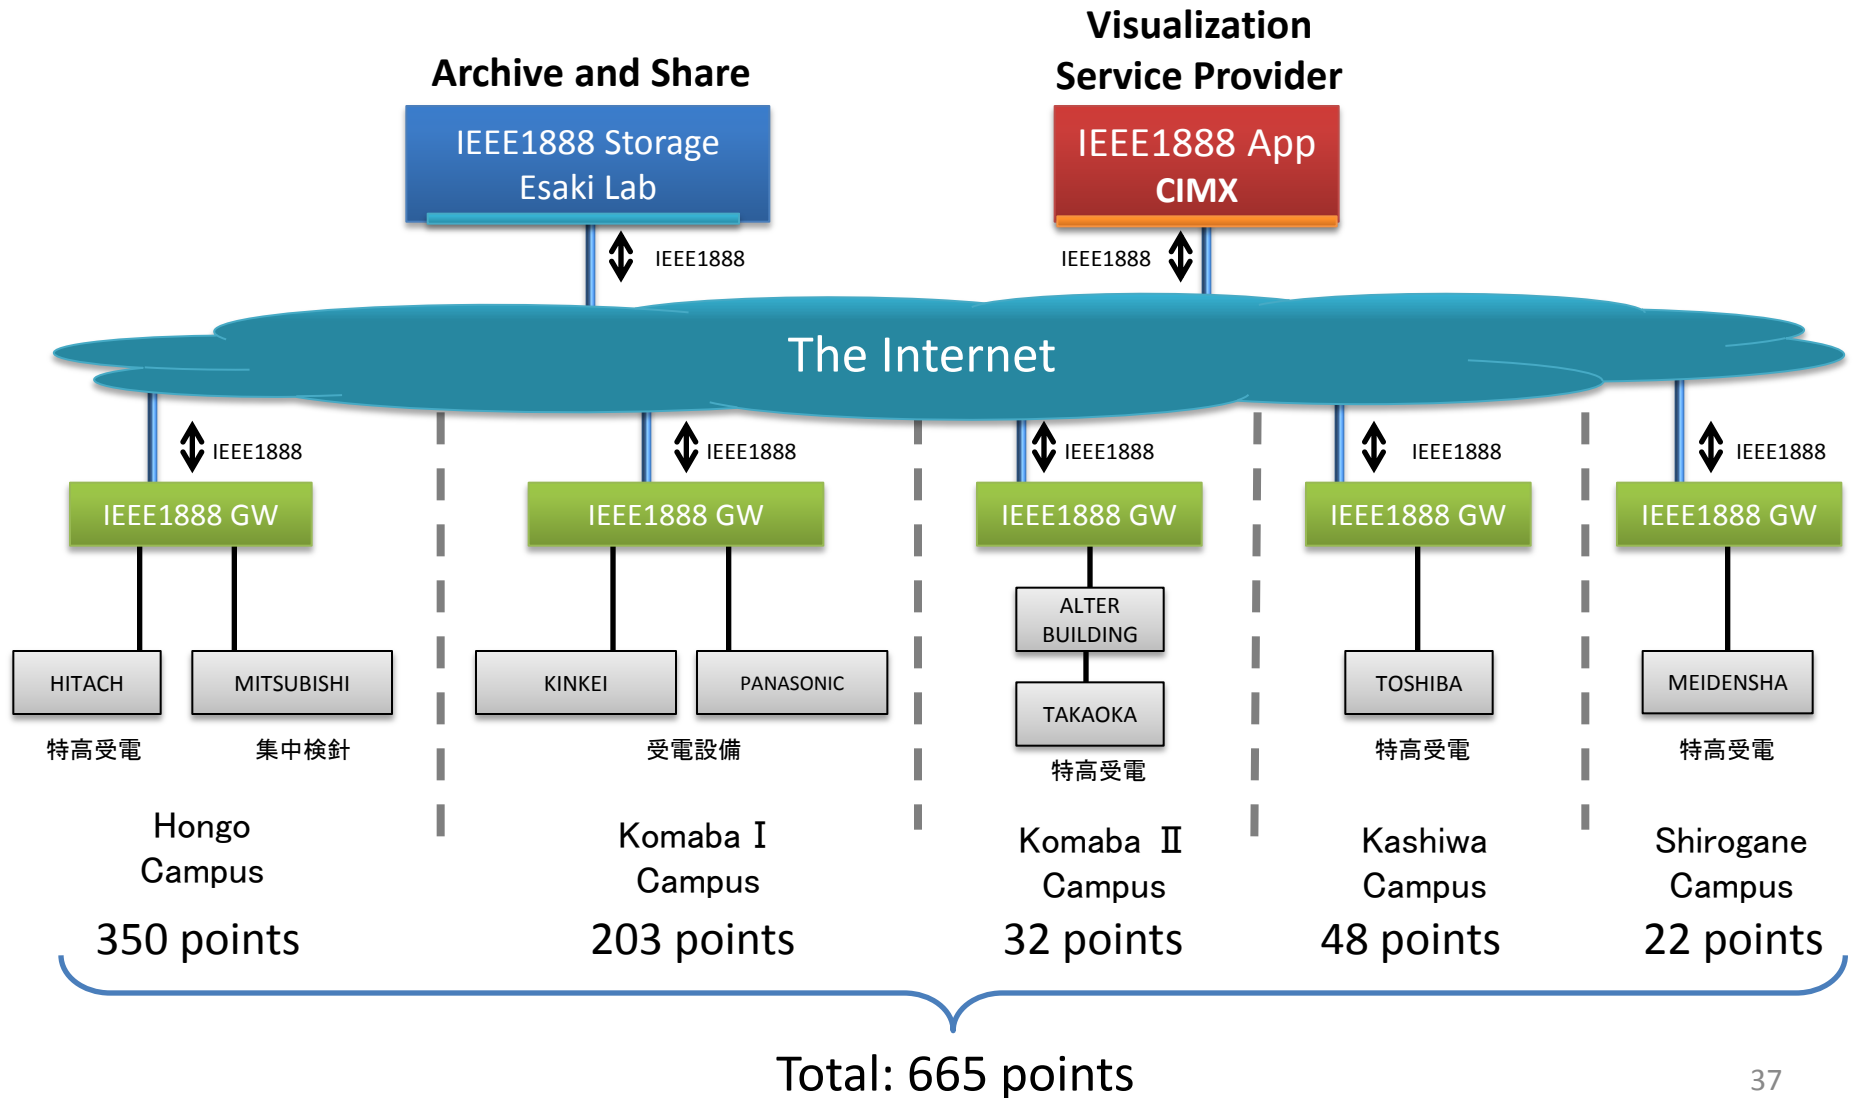 Archive and Share
Visualization
Service Provider
IEEE1888 Storage
Esaki Lab
IEEE1888 App
CIMX
IEEE1888
IEEE1888
The Internet
IEEE1888
IEEE1888
IEEE1888
IEEE1888
IEEE1888
IEEE1888 GW
IEEE1888 GW
IEEE1888 GW
IEEE1888 GW
IEEE1888 GW
ALTER
BUILDING
HITACH
MITSUBISHI
KINKEI
PANASONIC
TAKAOKA
TOSHIBA
MEIDENSHA
特高受電
集中検針
受電設備
特高受電
特高受電
特高受電
Hongo
Campus
Komaba Ⅰ
Campus
Komaba Ⅱ
Campus
Kashiwa
Campus
Shirogane
Campus
350 points
203 points
32 points
48 points
22 points
Total: 665 points
37